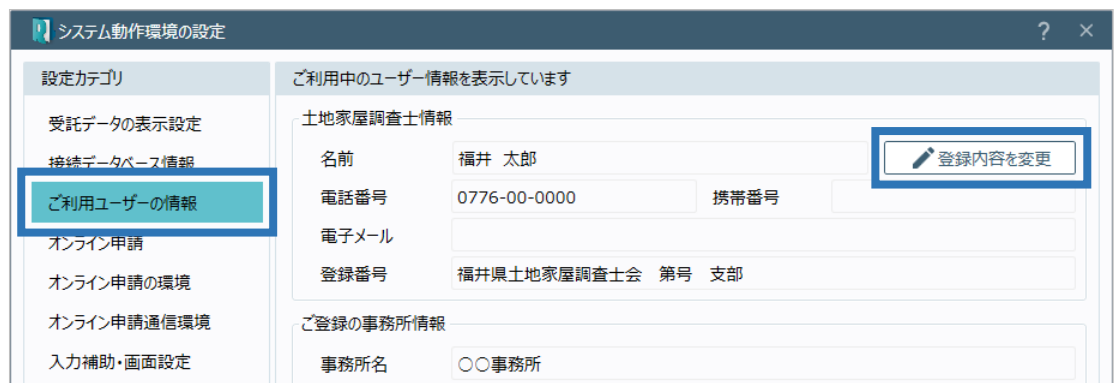 システム動作環境の設定
設定カテゴリ
受託データの表示設定
接続データベース情報
ご利用ユーザーの情報
オンライン申請
オンライン申請の環境
オンライン申請通信環境
入力補助・画面設定
ご利用中のユーザー情報を表示しています
土地家屋調査士情報
名前 福井 太郎 登録内容を変更
電話番号 0776-00-0000 携帯番号
電子メール
登録番号 福井県土地家屋調査士会 第号 支部
ご登録の事務所情報
事務所名 ○○事務所